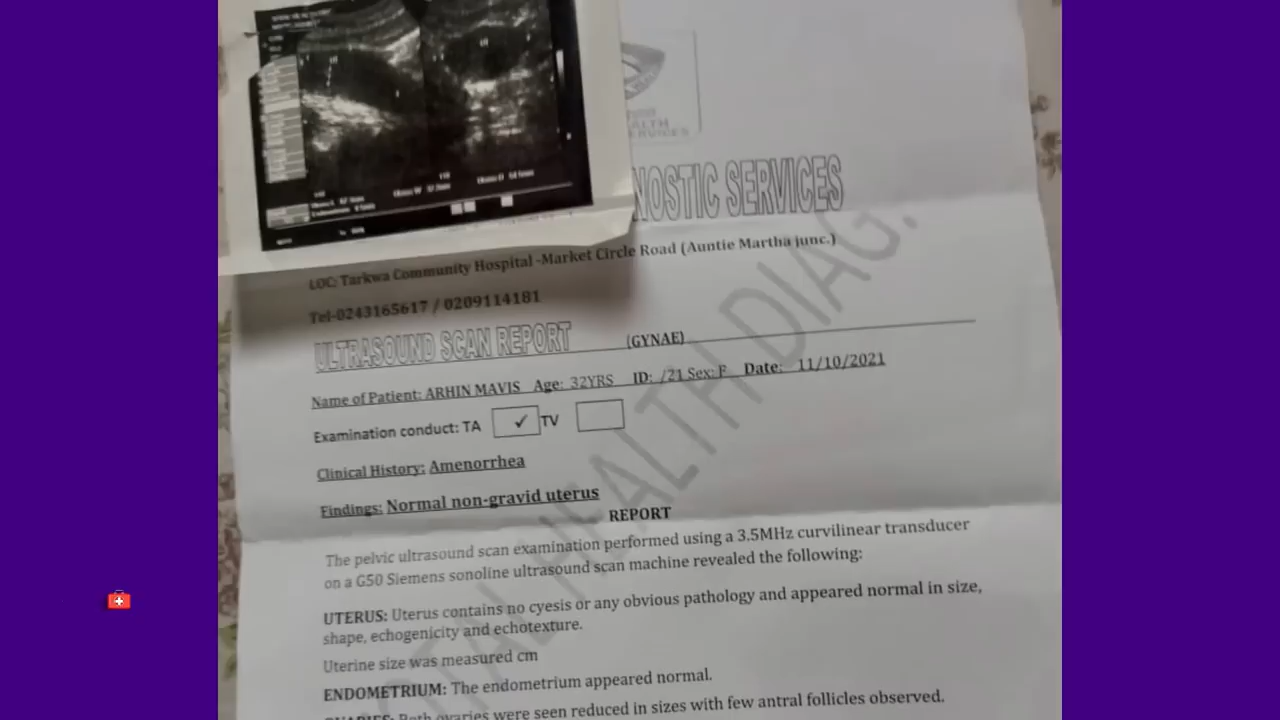 ALTH
SERVICES
NOSTIC SERVICES
LOC: Tarkwa Community Hospital -Market Circle Road (Auntie Martha junc.)
Tel-0243165617 / 0209114181
ULTRASOUND SCAN REPORT (GYNAE)
Name of Patient: ARHIN MAVIS Age: 32YRS ID: /21 Sex: F Date: 11/10/2021
Examination conduct: TA ✓ TV
Clinical History: Amenorrhea
Findings: Normal non-gravid uterus
REPORT
The pelvic ultrasound scan examination performed using a 3.5MHz curvilinear transducer
on a G50 Siemens sonoline ultrasound scan machine revealed the following:
UTERUS: Uterus contains no cyesis or any obvious pathology and appeared normal in size,
shape, echogenicity and echotexture.
Uterine size was measured cm
ENDOMETRIUM: The endometrium appeared normal.
OVARIES: Both ovaries were seen reduced in sizes with few antral follicles observed.
HEALTH DIAG.